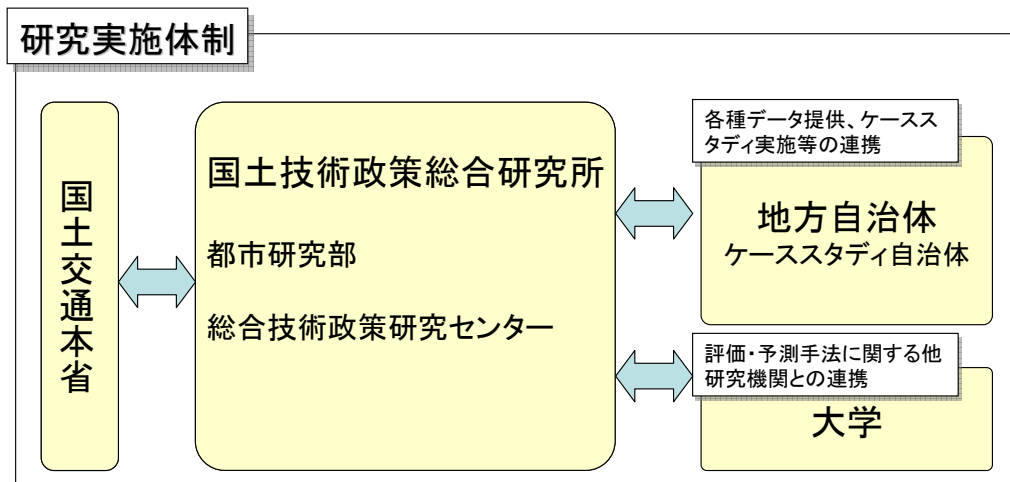 研究実施体制
国土交通本省
国土技術政策総合研究所
都市研究部
総合技術政策研究センター
各種データ提供、ケースス
タディ実施等の連携
地方自治体
ケーススタディ自治体
評価・予測手法に関する他
研究機関との連携
大学